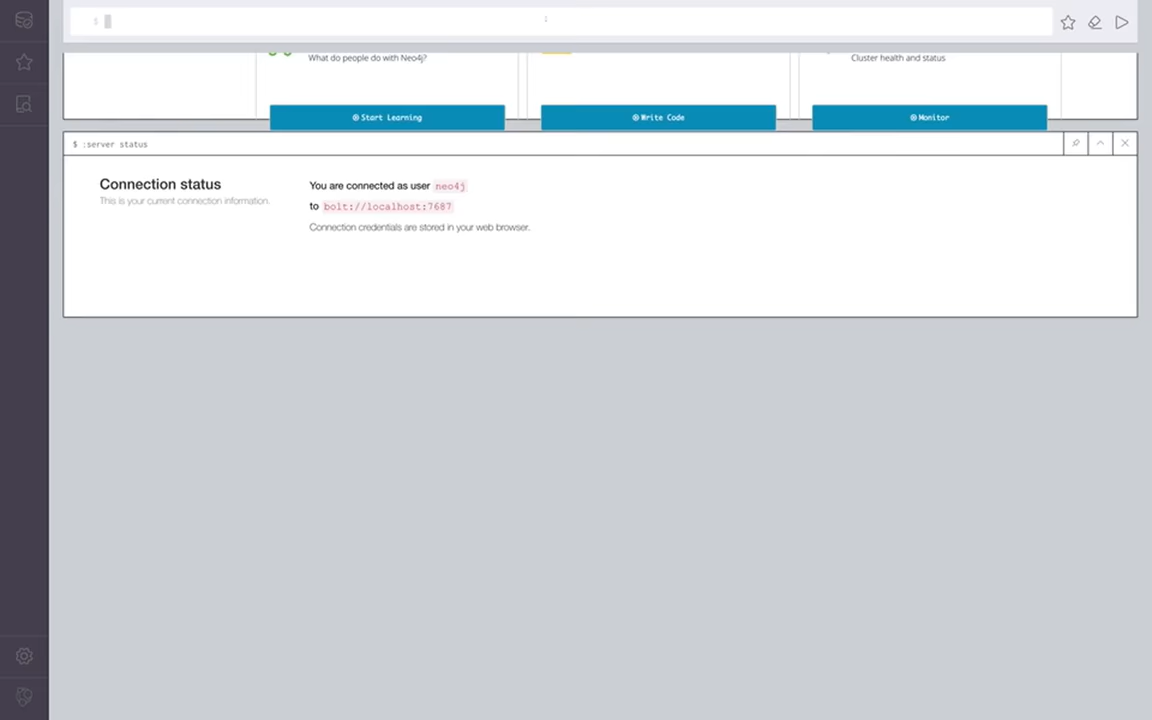 $
What do people do with Neo4j?
Cluster health and status
Start Learning
Write Code
Monitor
$ :server status
Connection status
This is your current connection information.
You are connected as user neo4j
to bolt://localhost:7687
Connection credentials are stored in your web browser.